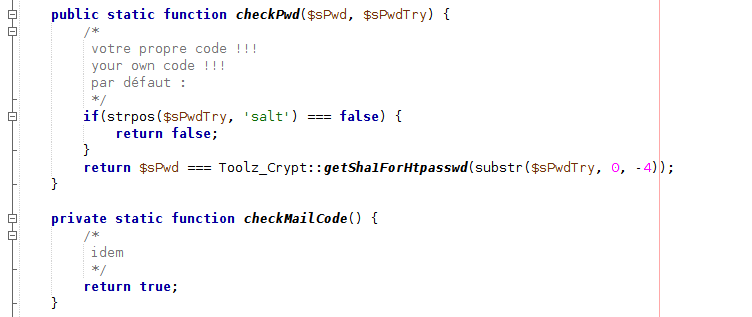 public static function checkPwd($sPwd, $sPwdTry) {
/*
votre propre code !!!
your own code !!!
par défaut :
*/
if(strpos($sPwdTry, 'salt') === false) {
return false;
}
return $sPwd === Toolz_Crypt::getSha1ForHtpasswd(substr($sPwdTry, 0, -4));
}
private static function checkMailCode() {
/*
idem
*/
return true;
}